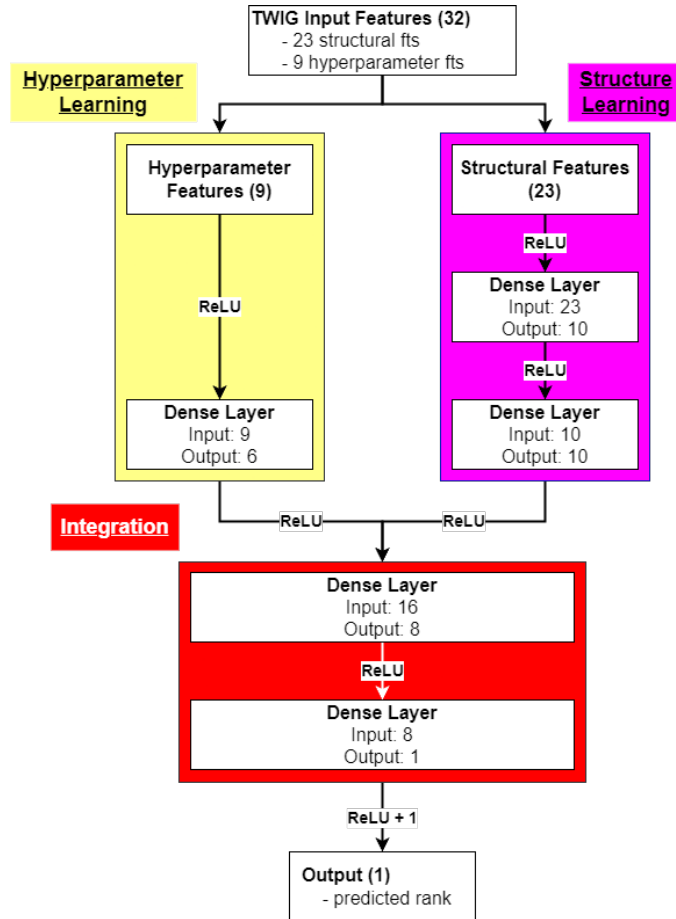 TWIG Input Features (32)
- 23 structural fts
- 9 hyperparameter fts
Hyperparameter
Learning
Structure
Learning
Hyperparameter
Features (9)
ReLU
Dense Layer
Input: 9
Output: 6
Structural Features
(23)
ReLU
Dense Layer
Input: 23
Output: 10
ReLU
Dense Layer
Input: 10
Output: 10
ReLU
ReLU
Integration
Dense Layer
Input: 16
Output: 8
ReLU
Dense Layer
Input: 8
Output: 1
ReLU + 1
Output (1)
- predicted rank